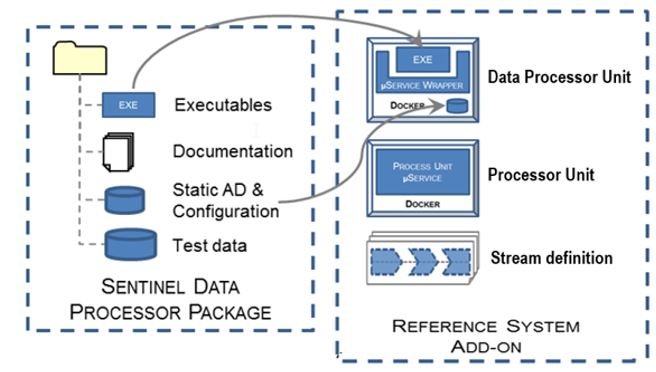 EXE
Executables
Documentation
Static AD &
Configuration
Test data
SENTINEL DATA
PROCESSOR PACKAGE
EXE
µSERVICE WRAPPER
DOCKER
Data Processor Unit
PROCESS UNIT
µSERVICE
DOCKER
Processor Unit
Stream definition
REFERENCE SYSTEM
ADD-ON